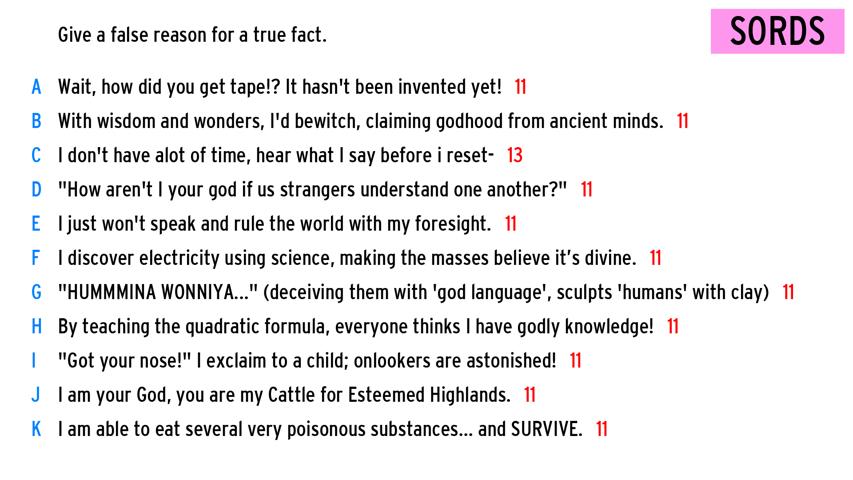 Give a false reason for a true fact.
SORDS
A Wait, how did you get tape!? It hasn't been invented yet! 11
B With wisdom and wonders, I'd bewitch, claiming godhood from ancient minds. 11
C I don't have alot of time, hear what I say before i reset- 13
D "How aren't I your god if us strangers understand one another?" 11
E I just won't speak and rule the world with my foresight. 11
F I discover electricity using science, making the masses believe it’s divine. 11
G "HUMMMINA WONNIYA..." (deceiving them with 'god language', sculpts 'humans' with clay) 11
H By teaching the quadratic formula, everyone thinks I have godly knowledge! 11
I "Got your nose!" I exclaim to a child; onlookers are astonished! 11
J I am your God, you are my Cattle for Esteemed Highlands. 11
K I am able to eat several very poisonous substances... and SURVIVE. 11